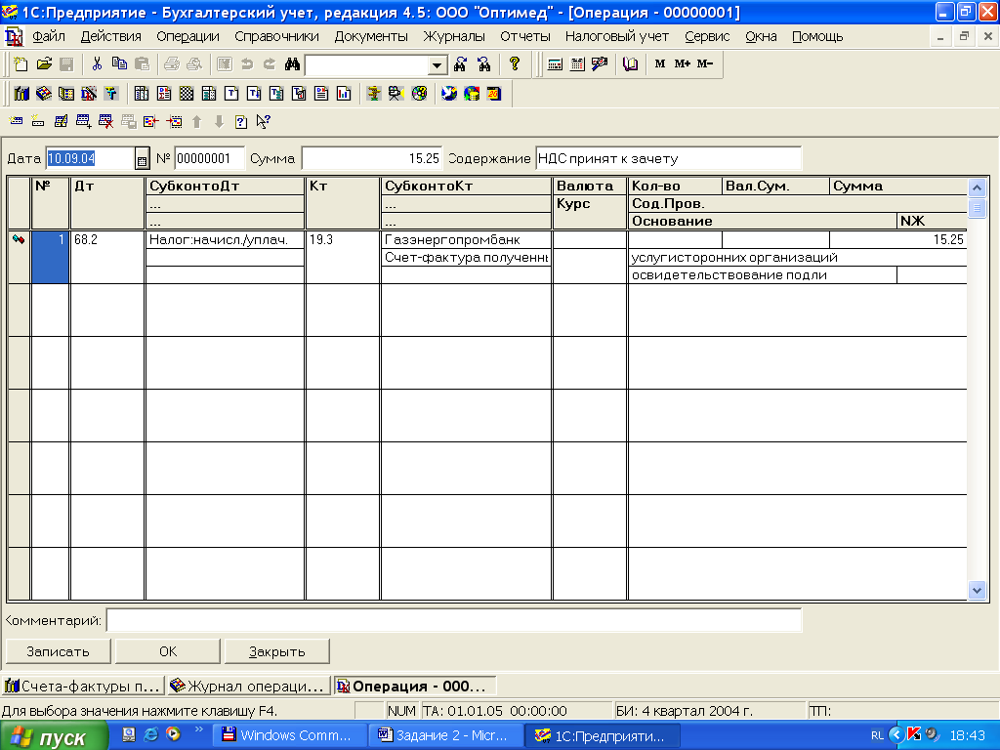 1С:Предприятие - Бухгалтерский учет, редакция 4.5: ООО "Оптимед" - [Операция - 00000001]
Файл Действия Операции Справочники Документы Журналы Отчеты Налоговый учет Сервис Окна Помощь
М М+ М−
Дата 10.09.04 № 00000001 Сумма 15.25 Содержание НДС принят к зачету
№ Дт СубконтоДт Кт СубконтоКт Валюта Кол-во Вал.Сум. Сумма
... ... Курс Сод.Пров.
... ... Основание NЖ
1 68.2 Налог:начисл./уплач. 19.3 Газэнергопромбанк 15.25
Счет-фактура полученны услугисторонних организаций
освидетельствование подли
Комментарий:
Записать OK Закрыть
Счета-фактуры п... Журнал операци... Операция - 000...
Для выбора значения нажмите клавишу F4. NUM ТА: 01.01.05 00:00:00 БИ: 4 квартал 2004 г. ТП:
пуск » Windows Comm... Задание 2 - Micr... 1С:Предприяти... RL 18:43